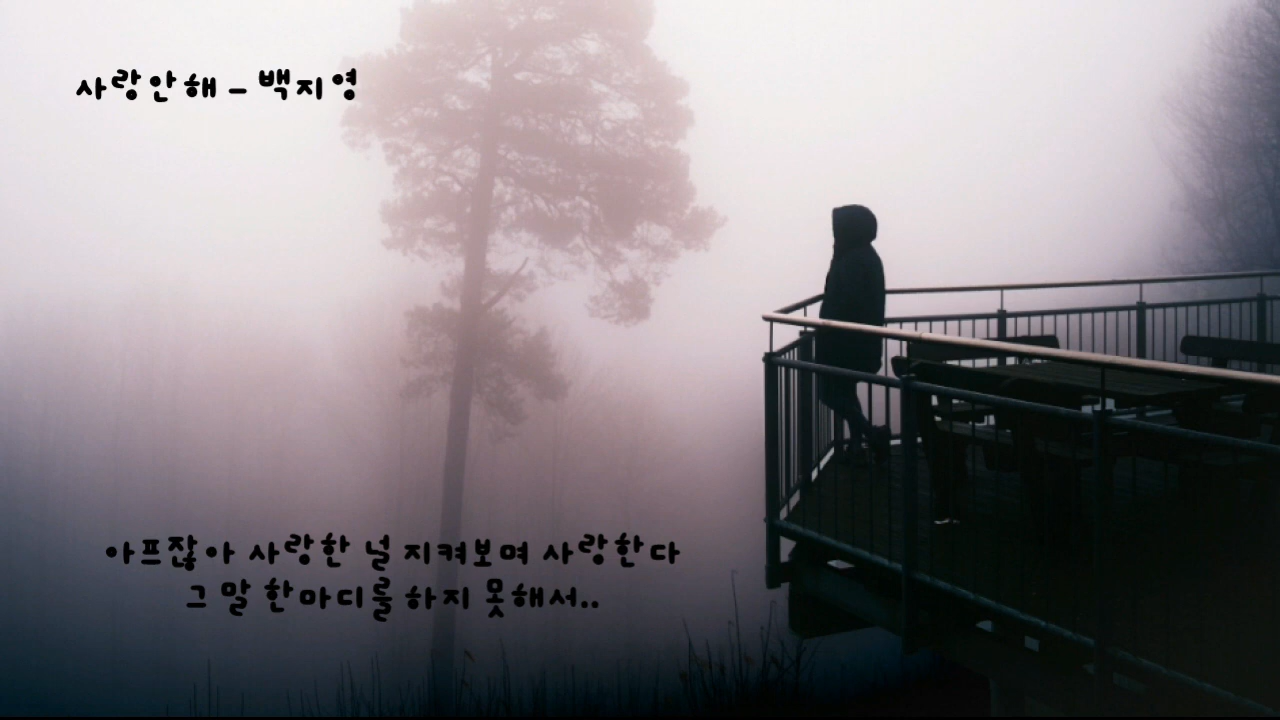 사랑안해 - 백지영
아프잖아 사랑한 널 지켜보며 사랑한다
그 말 한마디를 하지 못해서..